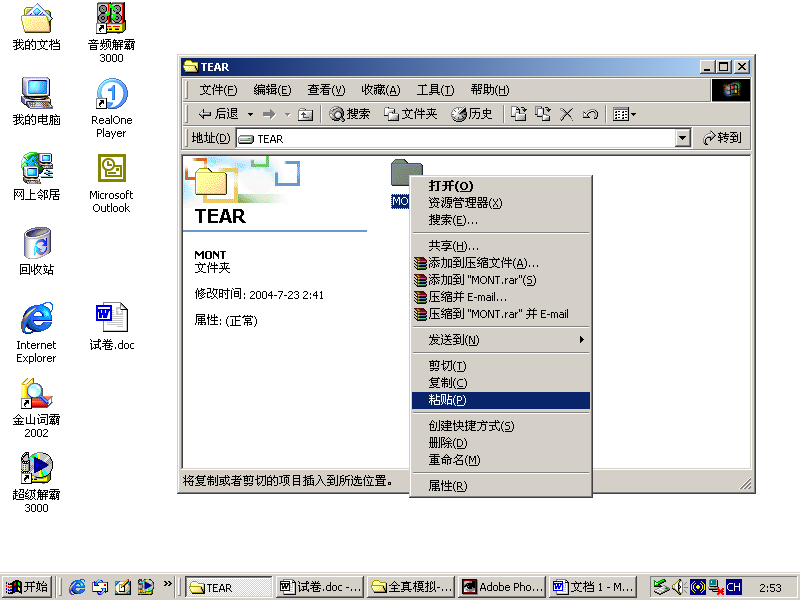 我的文档
音频解霸
3000
我的电脑
RealOne
Player
网上邻居
Microsoft
Outlook
回收站
Internet
Explorer
试卷.doc
金山词霸
2002
超级解霸
3000
TEAR
文件(F) 编辑(E) 查看(V) 收藏(A) 工具(T) 帮助(H)
后退 搜索 文件夹 历史
地址(D) TEAR 转到
TEAR
MONT
文件夹
修改时间: 2004-7-23 2:41
属性: (正常)
MO
打开(O)
资源管理器(X)
搜索(E)...
共享(H)...
添加到压缩文件(A)...
添加到 "MONT.rar"(S)
压缩并 E-mail...
压缩到 "MONT.rar" 并 E-mail
发送到(N)
剪切(T)
复制(C)
粘贴(P)
创建快捷方式(S)
删除(D)
重命名(M)
属性(R)
将复制或者剪切的项目插入到所选位置。
开始 » TEAR 试卷.doc -... 全真模拟-... Adobe Pho... 文档 1 - M... CH 2:53